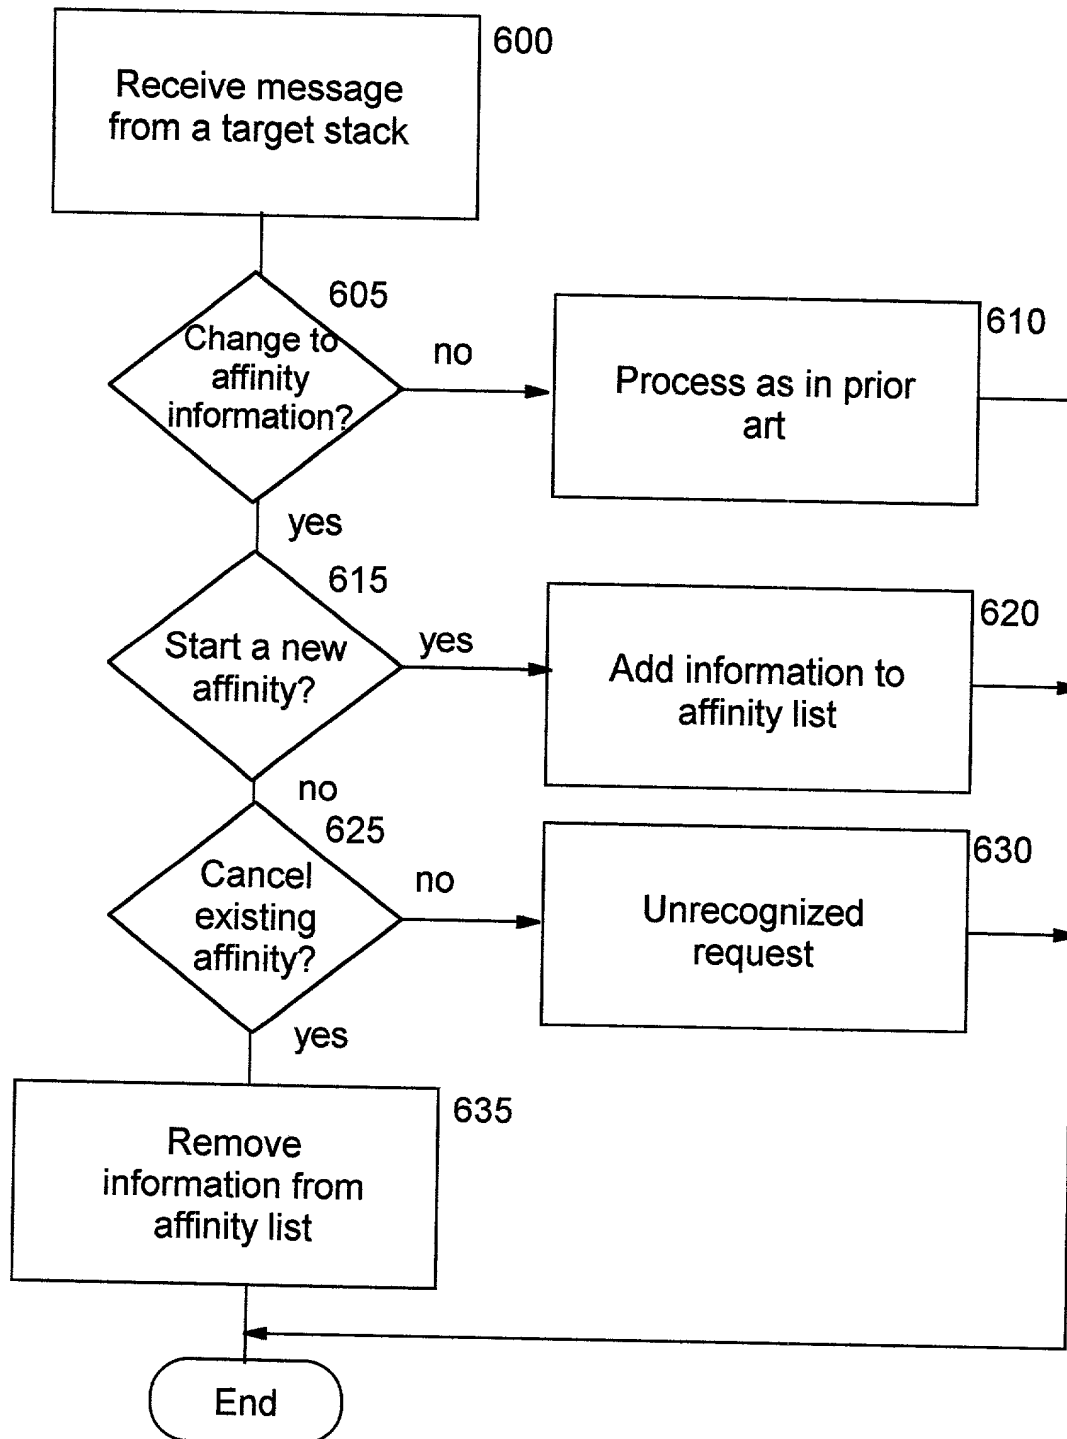 600
Receive message
from a target stack
605
Change to
affinity
information?
no
610
Process as in prior
art
yes
615
Start a new
affinity?
yes
620
Add information to
affinity list
no
625
Cancel
existing
affinity?
no
630
Unrecognized
request
yes
635
Remove
information from
affinity list
End